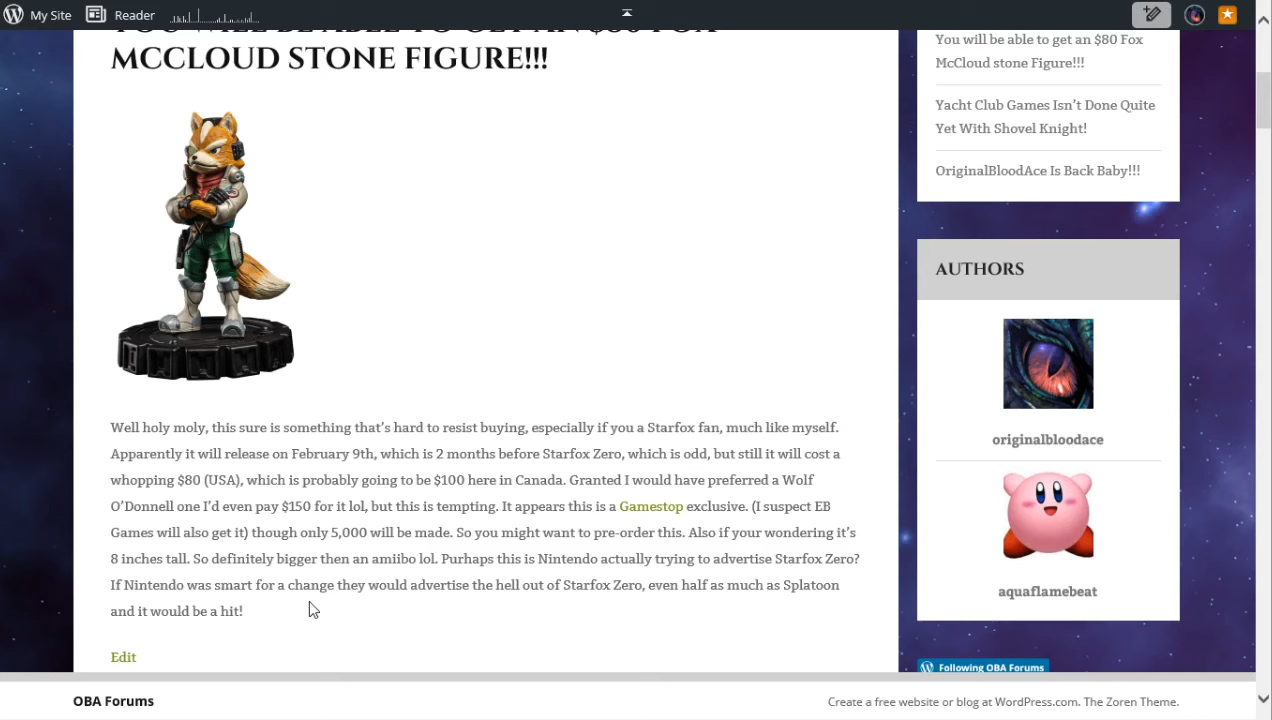 My Site
Reader
YOU WILL BE ABLE TO GET AN $80 FOX
MCCLOUD STONE FIGURE!!!
Well holy moly, this sure is something that's hard to resist buying, especially if you a Starfox fan, much like myself.
Apparently it will release on February 9th, which is 2 months before Starfox Zero, which is odd, but still it will cost a
whopping $80 (USA), which is probably going to be $100 here in Canada. Granted I would have preferred a Wolf
O'Donnell one I'd even pay $150 for it lol, but this is tempting. It appears this is a Gamestop exclusive. (I suspect EB
Games will also get it) though only 5,000 will be made. So you might want to pre-order this. Also if your wondering it's
8 inches tall. So definitely bigger then an amiibo lol. Purhaps this is Nintendo actually trying to advertise Starfox Zero?
If Nintendo was smart for a change they would advertise the hell out of Starfox Zero, even half as much as Splatoon
and it would be a hit!
Edit
You will be able to get an $80 Fox
McCloud stone Figure!!!
Yacht Club Games Isn't Done Quite
Yet With Shovel Knight!
OriginalBloodAce Is Back Baby!!!
AUTHORS
originalbloodace
aquaflamebeat
Following OBA Forums
OBA Forums
Create a free website or blog at WordPress.com. The Zoren Theme.